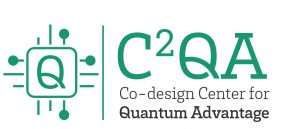 Q
C²QA
Co-design Center for
Quantum Advantage